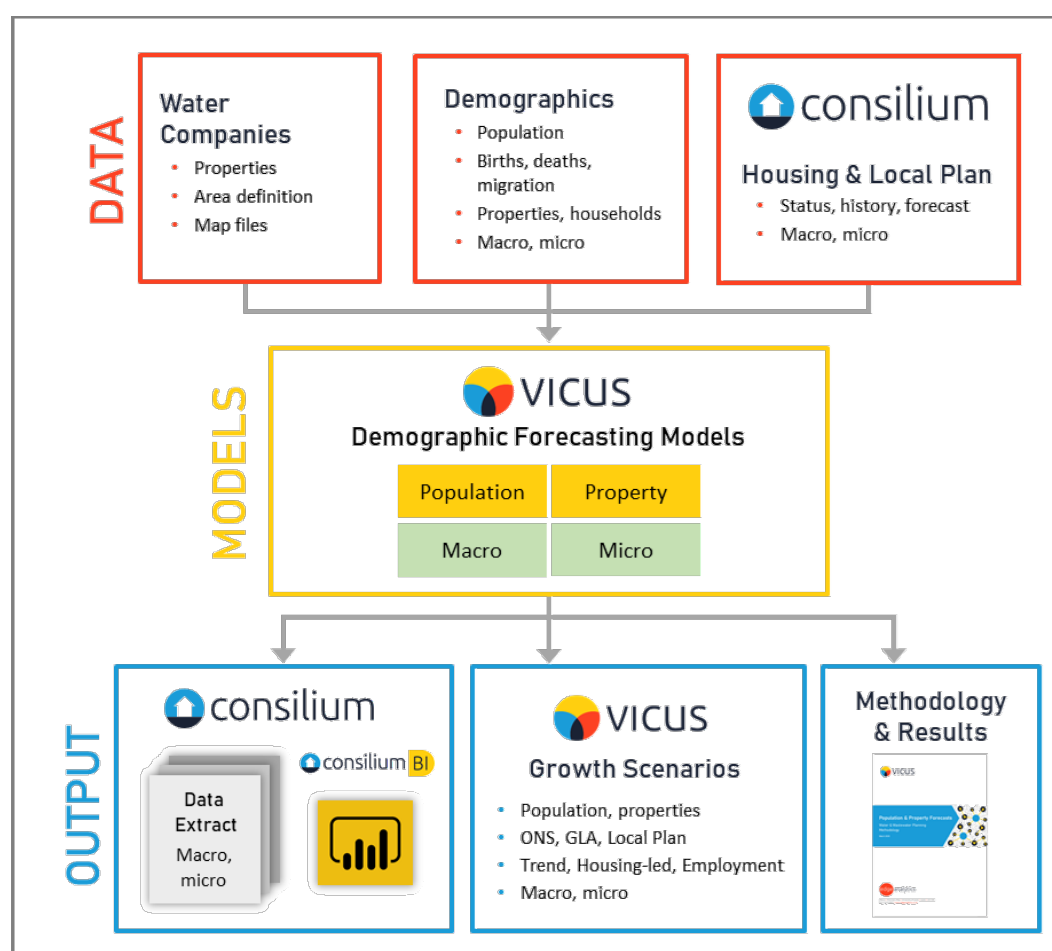 DATA
Water
Companies
• Properties
• Area definition
• Map files
Demographics
• Population
• Births, deaths,
migration
• Properties, households
• Macro, micro
consilium
Housing & Local Plan
• Status, history, forecast
• Macro, micro
MODELS
VICUS
Demographic Forecasting Models
Population
Property
Macro
Micro
OUTPUT
consilium
Data
Extract
Macro,
micro
consilium BI
VICUS
Growth Scenarios
• Population, properties
• ONS, GLA, Local Plan
• Trend, Housing-led, Employment
• Macro, micro
Methodology
& Results
VICUS
Population & Property Forecasts
Methodology
edge analytics